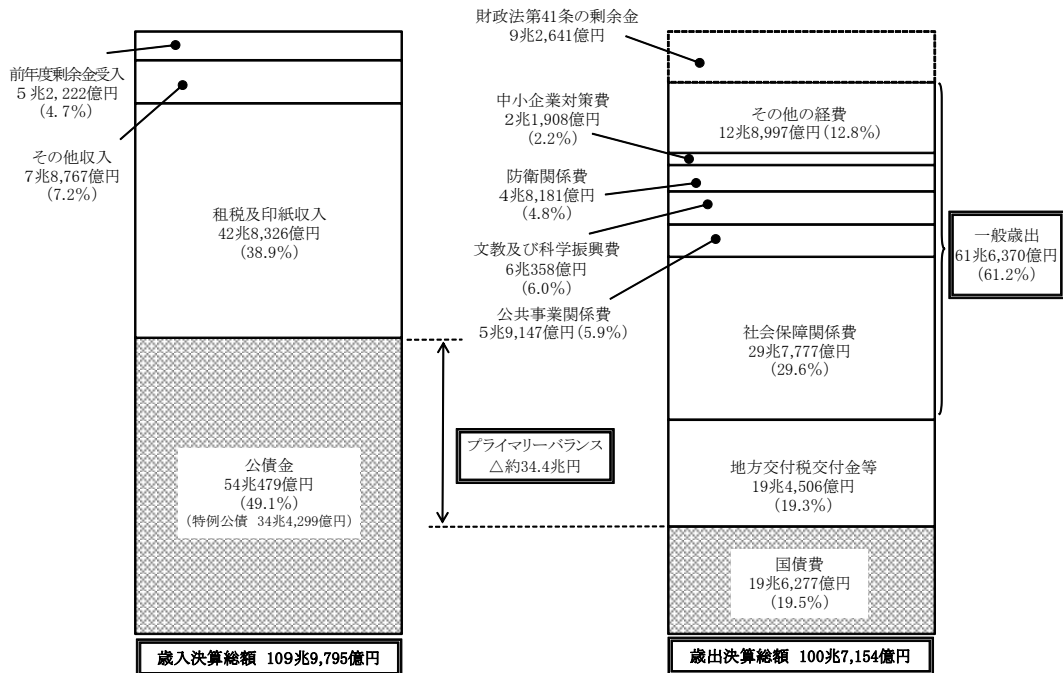 前年度剰余金受入
5 兆2, 222億円
(4. 7%)
その他収入
7兆8,767億円
(7.2%)
租税及印紙収入
42兆8,326億円
(38.9%)
公債金
54兆479億円
(49.1%)
(特例公債 34兆4,299億円)
歳入決算総額 109兆9,795億円
プライマリーバランス
△約34.4兆円
財政法第41条の剰余金
9兆2,641億円
中小企業対策費
2兆1,908億円
(2.2%)
防衛関係費
4兆8,181億円
(4.8%)
文教及び科学振興費
6兆358億円
(6.0%)
公共事業関係費
5兆9,147億円(5.9%)
その他の経費
12兆8,997億円(12.8%)
社会保障関係費
29兆7,777億円
(29.6%)
地方交付税交付金等
19兆4,506億円
(19.3%)
国債費
19兆6,277億円
(19.5%)
歳出決算総額 100兆7,154億円
一般歳出
61兆6,370億円
(61.2%)